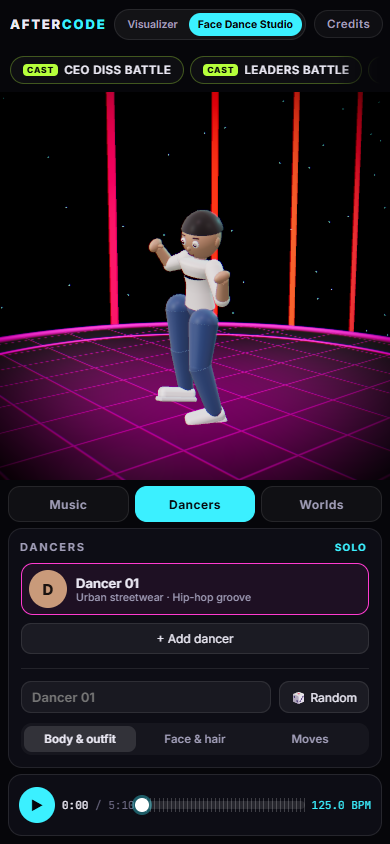 AFTERCODE Visualizer Face Dance Studio Credits
CAST CEO DISS BATTLE CAST LEADERS BATTLE
Music Dancers Worlds
DANCERS SOLO
D Dancer 01
Urban streetwear · Hip-hop groove
+ Add dancer
Dancer 01 Random
Body & outfit Face & hair Moves
0:00 / 5:10 125.0 BPM